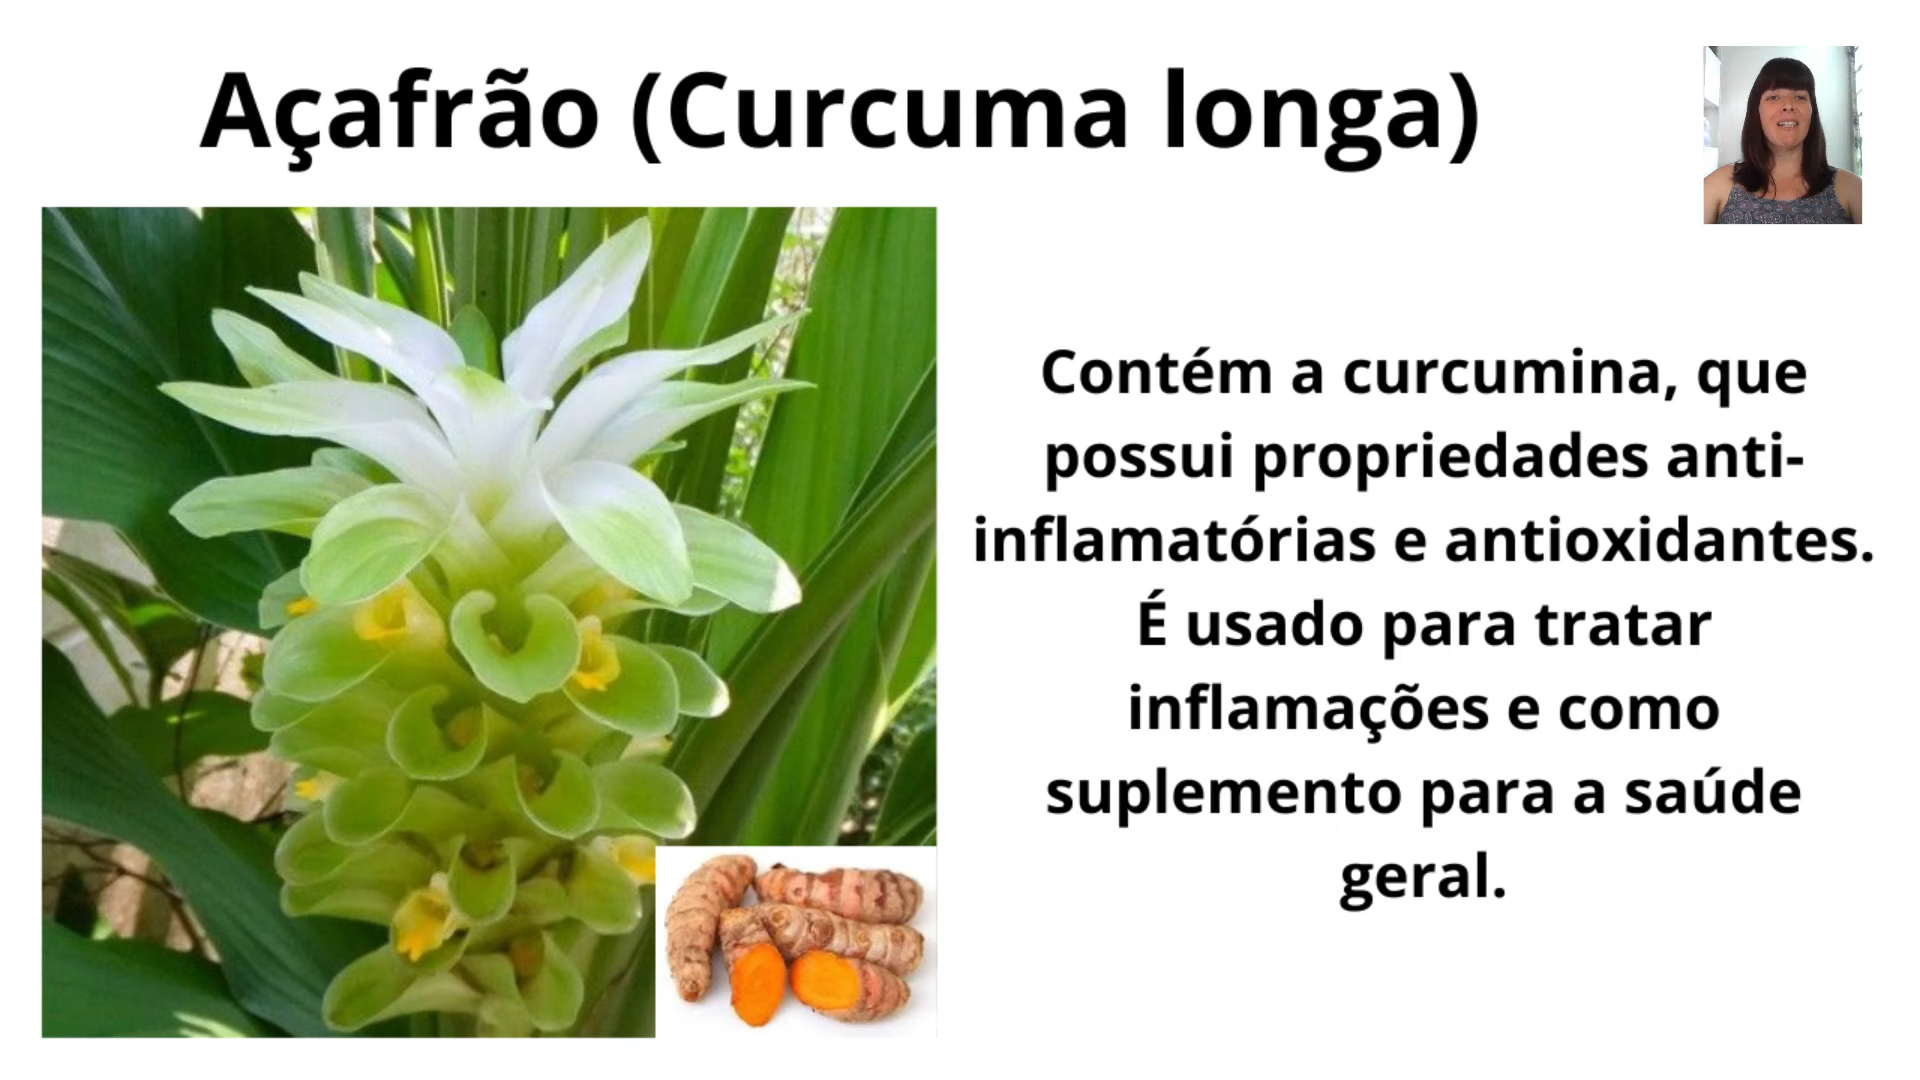 Açafrão (Curcuma longa)
Contém a curcumina, que
possui propriedades anti-
inflamatórias e antioxidantes.
É usado para tratar
inflamações e como
suplemento para a saúde
geral.